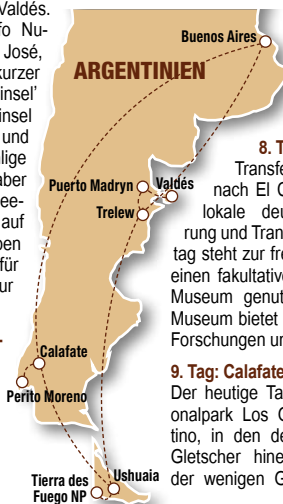 Valdés.
fo Nu-
José,
kurzer
insel'
insel
und
lige
aber
ee-
auf
ben
für
ur
.
Buenos Aires
ARGENTINIEN
Puerto Madryn
Valdés
Trelew
Calafate
Perito Moreno
Tierra des
Fuego NP
Ushuaia
8. T
Transfe
nach El C
lokale deu
rung und Tran
tag steht zur fre
einen fakultative
Museum genut
Museum bietet
Forschungen un
9. Tag: Calafate
Der heutige Ta
onalpark Los G
tino, in den de
Gletscher hine
der wenigen G